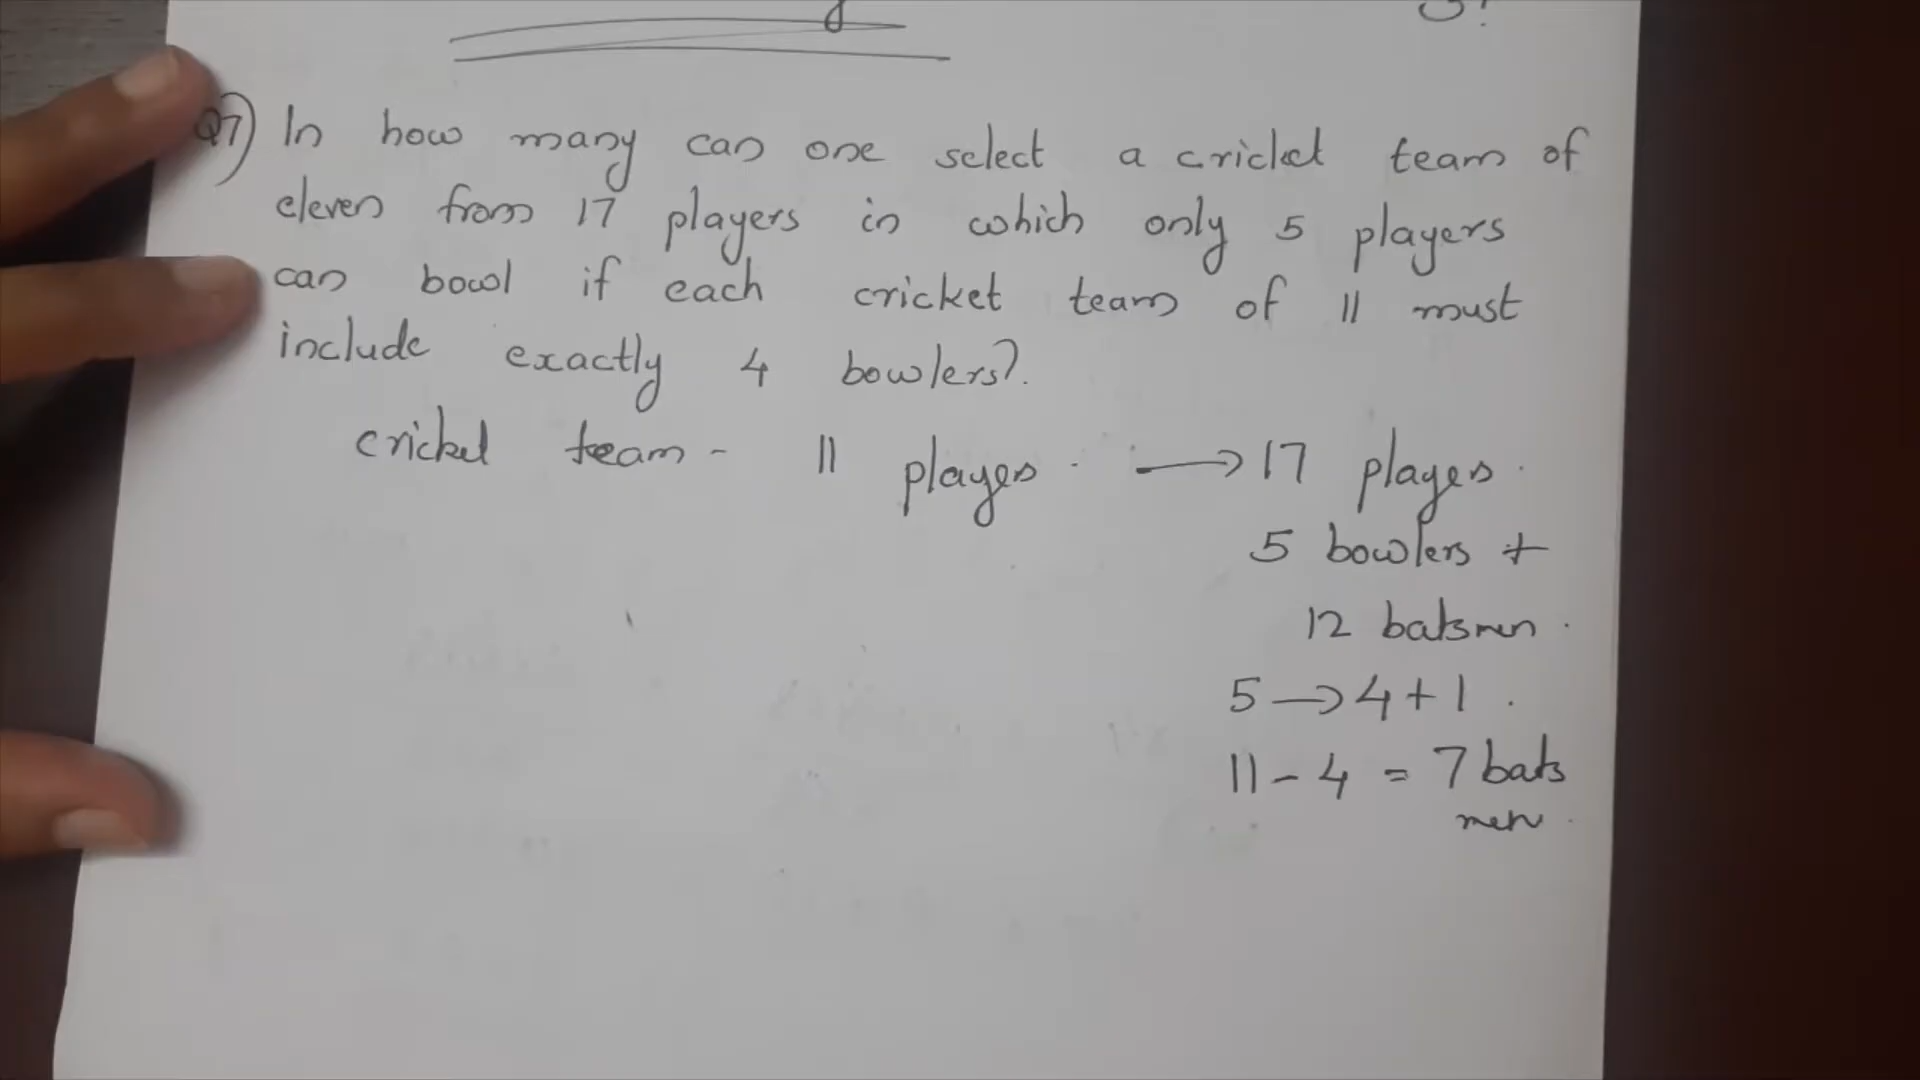 Q7) In how many can one select a cricket team of
eleven from 17 players in which only 5 players
can bowl if each cricket team of 11 must
include exactly 4 bowlers?.
cricket team - 11 players. → 17 players.
5 bowlers +
12 batsmen.
5 → 4 + 1.
11 - 4 = 7 bats
men.